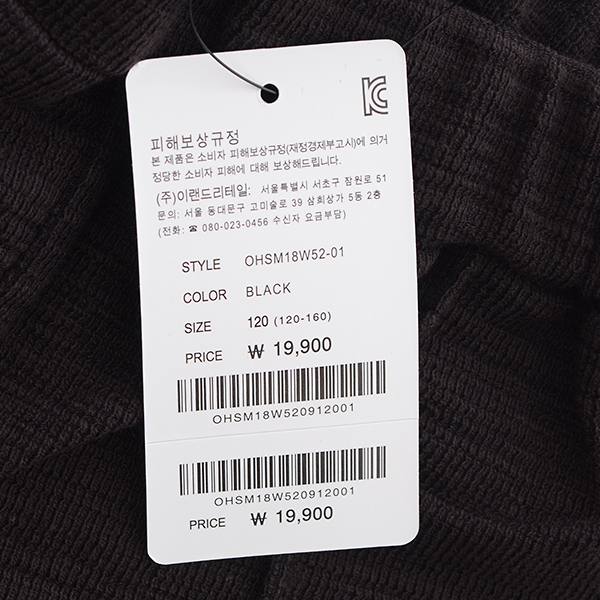 KC
피해보상규정
본 제품은 소비자 피해보상규정(재정경제부고시)에 의거
정당한 소비자 피해에 대해 보상해드립니다.
(주)이랜드리테일: 서울특별시 서초구 잠원로 51
문의: 서울 동대문구 고미술로 39 삼희상가 5동 2층
(전화: ☎ 080-023-0456 수신자 요금부담)
STYLE OHSM18W52-01
COLOR BLACK
SIZE 120 (120-160)
PRICE ₩ 19,900
OHSM18W520912001
OHSM18W520912001
PRICE ₩ 19,900